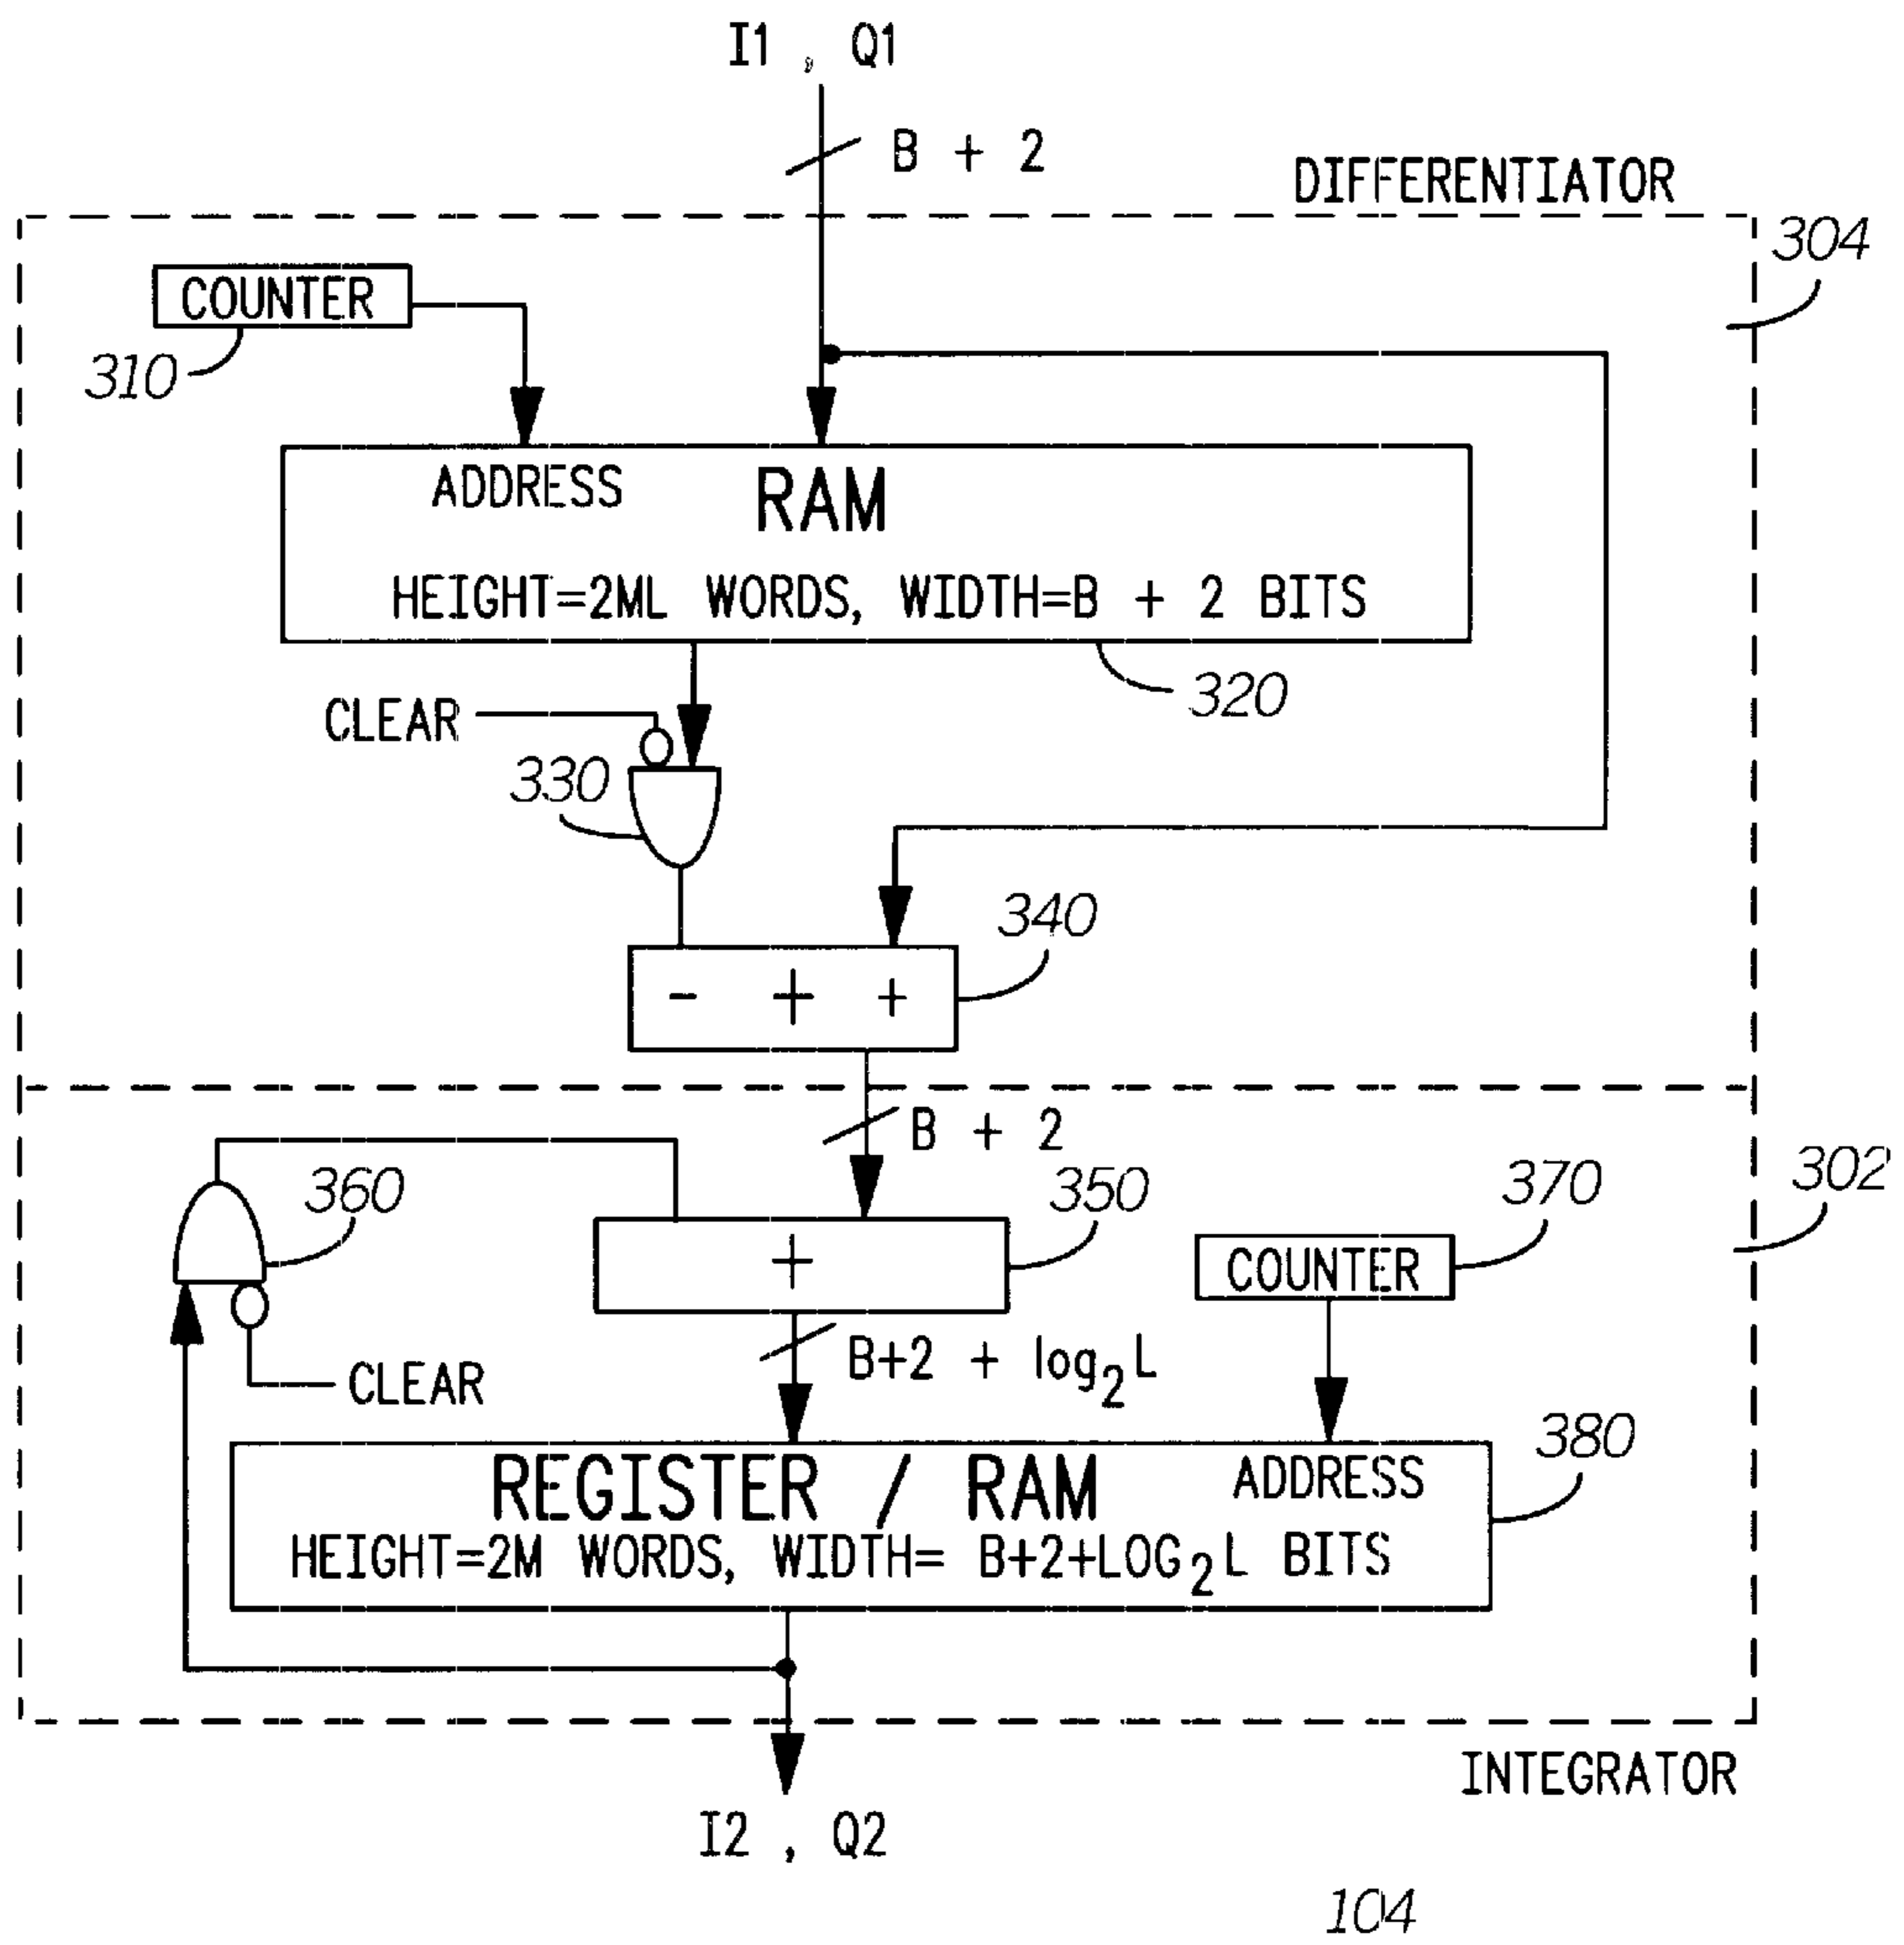 I1 , Q1
B + 2
DIFFERENTIATOR
304
COUNTER
310
ADDRESS RAM
HEIGHT=2ML WORDS, WIDTH=B + 2 BITS
320
CLEAR
330
340
- + +
B + 2
360
350
370
302
+
COUNTER
B+2 + log2L
CLEAR
380
REGISTER / RAM ADDRESS
HEIGHT=2M WORDS, WIDTH= B+2+LOG2L BITS
INTEGRATOR
I2 , Q2
104